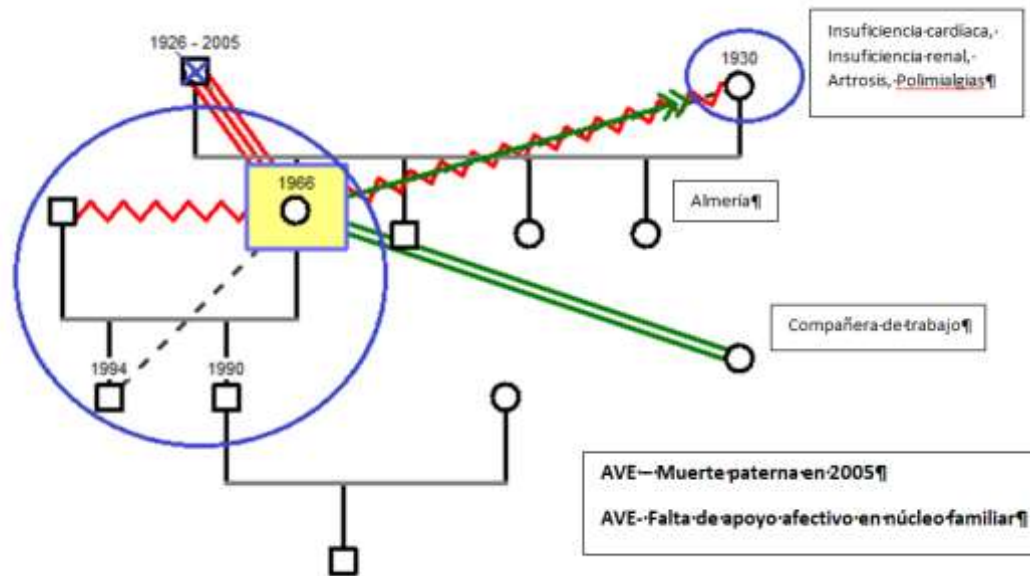 1926 - 2005
1930
Insuficiencia·cardíaca,·
Insuficiencia·renal,·
Artrosis,·Polimialgias¶
1966
Almería¶
Compañera·de·trabajo¶
1994
1990
AVE·–·Muerte·paterna·en·2005¶
AVE·-·Falta·de·apoyo·afectivo·en·núcleo·familiar¶